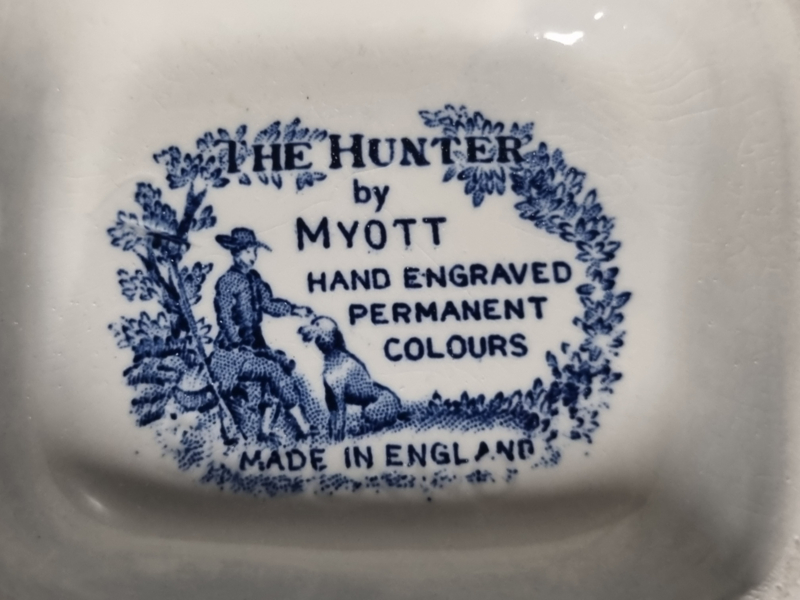 THE HUNTER
by
MYOTT
HAND ENGRAVED
PERMANENT
COLOURS
MADE IN ENGLAND